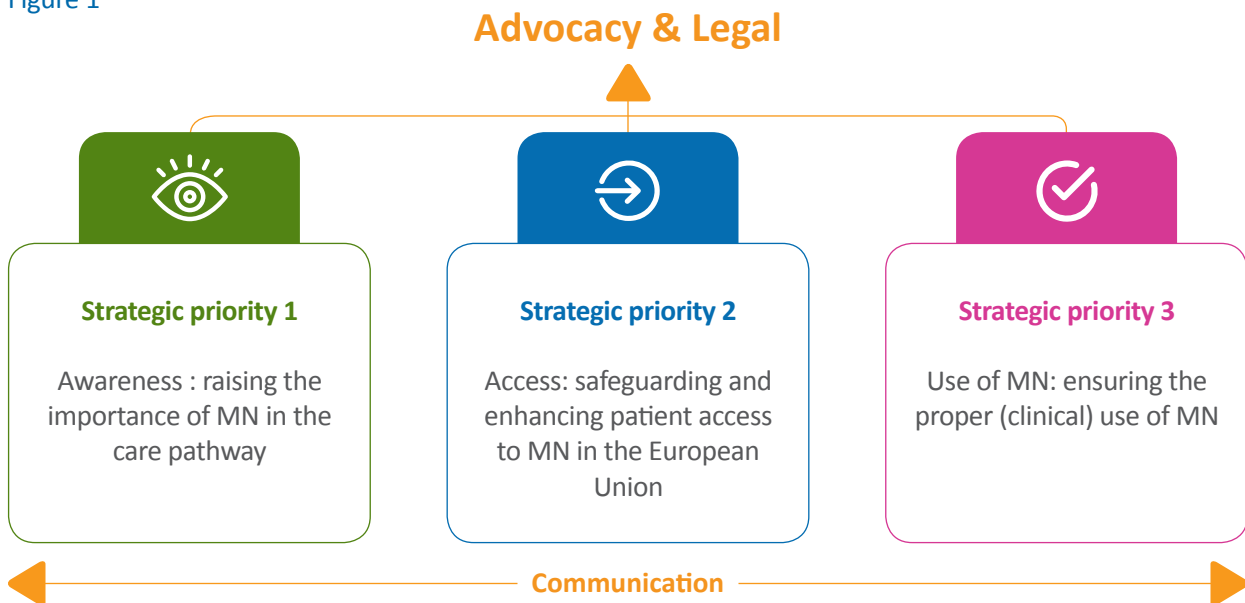 Figure 1
Advocacy & Legal
Strategic priority 1
Awareness : raising the
importance of MN in the
care pathway
Strategic priority 2
Access: safeguarding and
enhancing patient access
to MN in the European
Union
Strategic priority 3
Use of MN: ensuring the
proper (clinical) use of MN
Communication